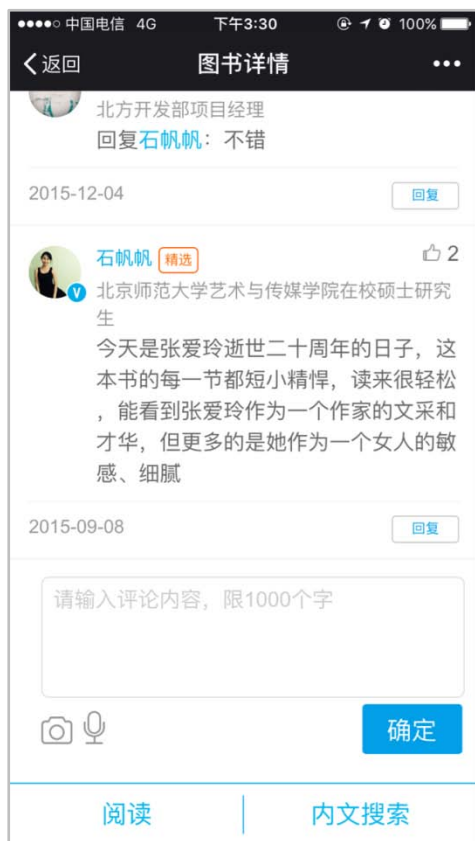 中国电信 4G 下午3:30 100%
返回 图书详情
北方开发部项目经理
回复石帆帆：不错
2015-12-04 回复
石帆帆 精选 2
V
北京师范大学艺术与传媒学院在校硕士研究
生
今天是张爱玲逝世二十周年的日子，这
本书的每一节都短小精悍，读来很轻松
，能看到张爱玲作为一个作家的文采和
才华，但更多的是她作为一个女人的敏
感、细腻
2015-09-08 回复
请输入评论内容，限1000个字
确定
阅读 内文搜索